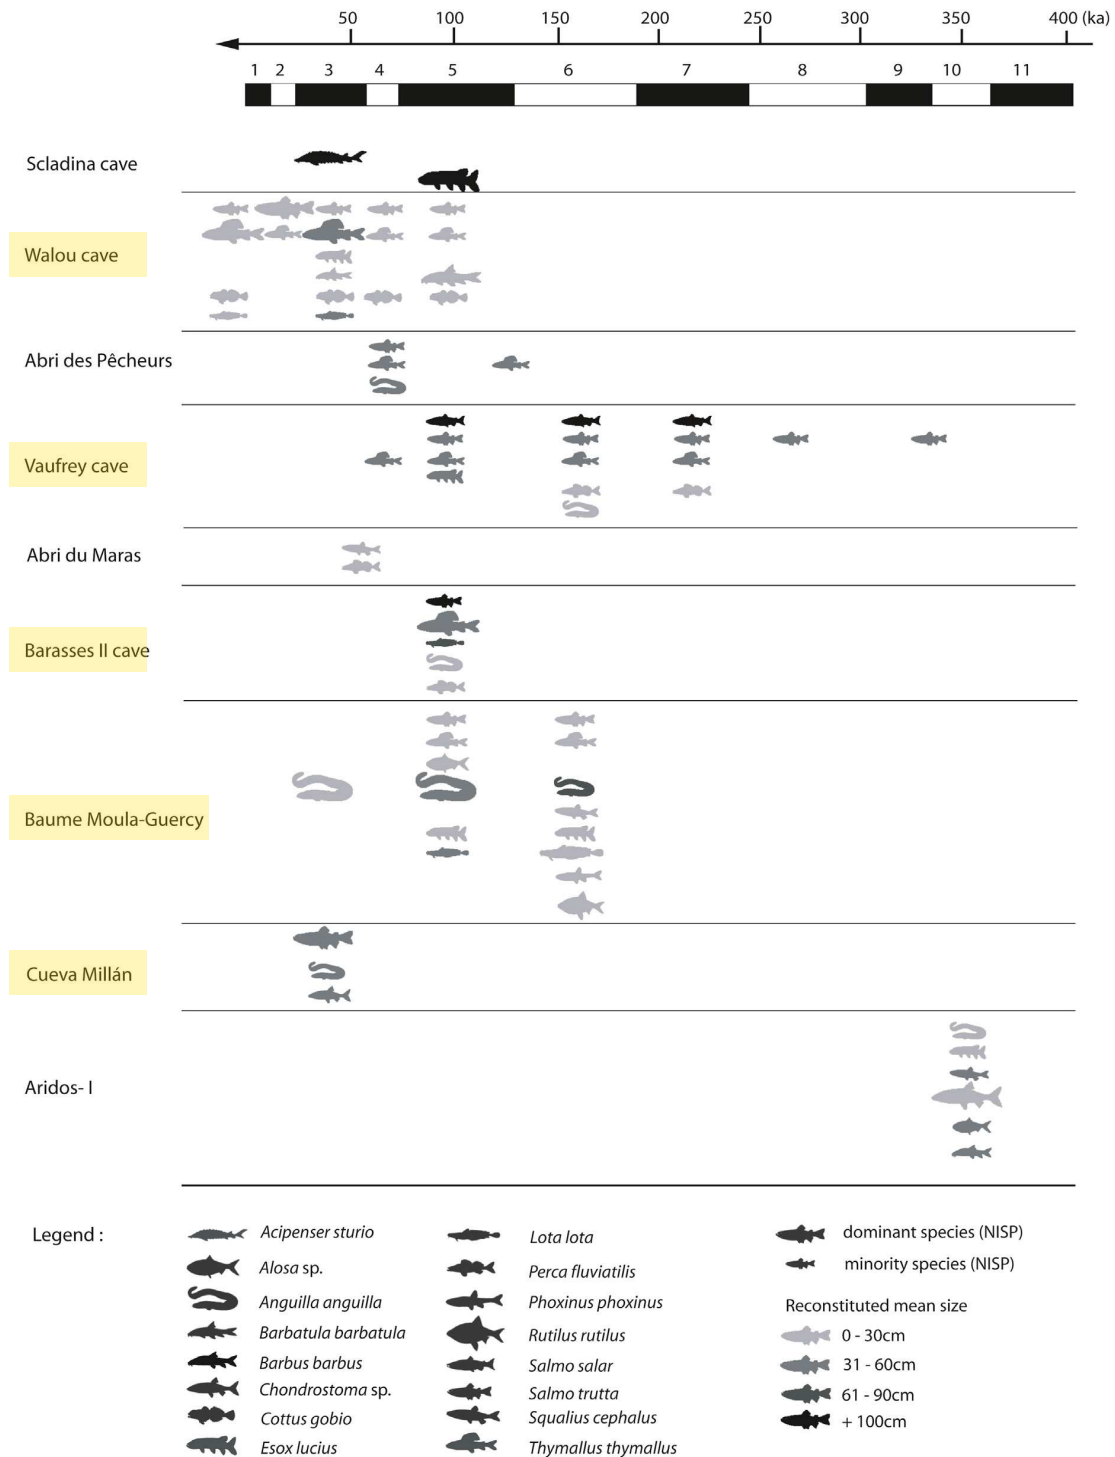 50 100 150 200 250 300 350 400 (ka)
1 2 3 4 5 6 7 8 9 10 11
Scladina cave
Walou cave
Abri des Pêcheurs
Vaufrey cave
Abri du Maras
Barasses II cave
Baume Moula-Guercy
Cueva Millán
Aridos- I
Legend :
Acipenser sturio
Alosa sp.
Anguilla anguilla
Barbatula barbatula
Barbus barbus
Chondrostoma sp.
Cottus gobio
Esox lucius
Lota lota
Perca fluviatilis
Phoxinus phoxinus
Rutilus rutilus
Salmo salar
Salmo trutta
Squalius cephalus
Thymallus thymallus
dominant species (NISP)
minority species (NISP)
Reconstituted mean size
0 - 30cm
31 - 60cm
61 - 90cm
+ 100cm